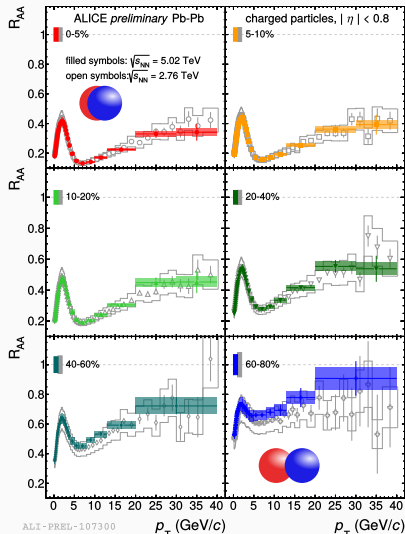 ALICE preliminary Pb-Pb
charged particles, | η | < 0.8
R_AA
1
0.8
0.6
0.4
0.2
0-5%
filled symbols: √s_NN = 5.02 TeV
open symbols: √s_NN = 2.76 TeV
5-10%
R_AA
1
0.8
0.6
0.4
0.2
10-20%
20-40%
R_AA
1
0.8
0.6
0.4
0.2
40-60%
60-80%
0 5 10 15 20 25 30 35 40
0 5 10 15 20 25 30 35 40
p_T (GeV/c)
p_T (GeV/c)
ALI-PREL-107300